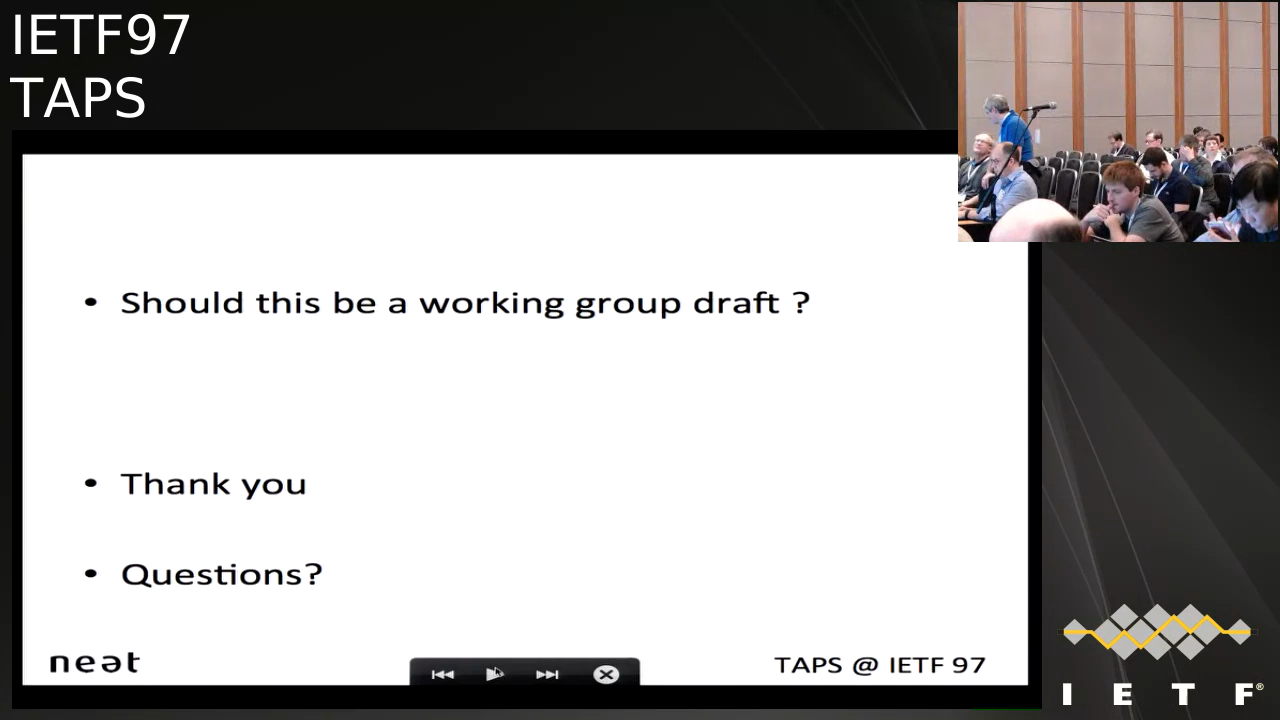 IETF97
TAPS
• Should this be a working group draft ?
• Thank you
• Questions?
neat
TAPS @ IETF 97
I E T F®